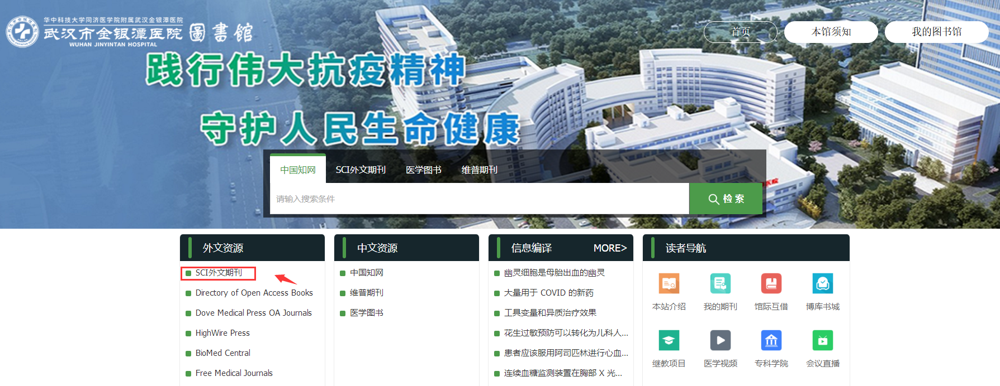 华中科技大学同济医学院附属武汉金银潭医院
武汉市金银潭医院 圖書館
WUHAN JINYINTAN HOSPITAL
首页 本馆须知 我的图书馆
践行伟大抗疫精神
守护人民生命健康
中国知网 SCI外文期刊 医学图书 维普期刊
请输入搜索条件 检 索
医院
外文资源
SCI外文期刊
Directory of Open Access Books
Dove Medical Press OA Journals
HighWire Press
BioMed Central
Free Medical Journals
中文资源
中国知网
维普期刊
医学图书
信息编译 MORE>
幽灵细胞是母胎出血的幽灵
大量用于 COVID 的新药
工具变量和异质治疗效果
花生过敏预防可以转化为儿科人...
患者应该服用阿司匹林进行心血...
连续血糖监测装置在胸部 X 光...
读者导航
本站介绍 我的期刊 馆际互借 博库书城
继教项目 医学视频 专科学院 会议直播